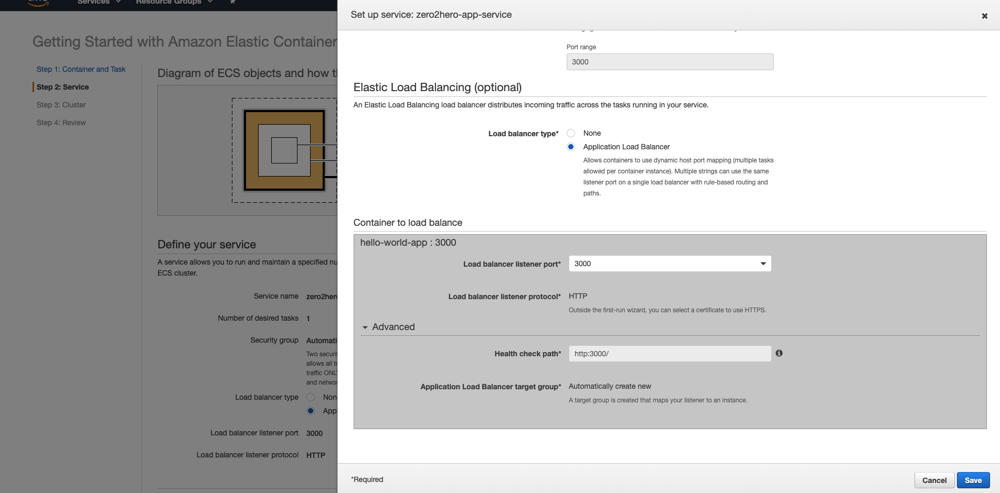 Services
Resource Groups
Getting Started with Amazon Elastic Container
Step 1: Container and Task
Step 2: Service
Step 3: Cluster
Step 4: Review
Diagram of ECS objects and how
Define your service
A service allows you to run and maintain a specified nu
ECS cluster.
Service name zero2hero
Number of desired tasks 1
Security group Automati
Two securi
allows all tr
traffic ONL
and networ
Load balancer type
Non
App
Load balancer listener port 3000
Load balancer listener protocol HTTP
Set up service: zero2hero-app-service
Port range
3000
Elastic Load Balancing (optional)
An Elastic Load Balancing load balancer distributes incoming traffic across the tasks running in your service.
Load balancer type*
None
Application Load Balancer
Allows containers to use dynamic host port mapping (multiple tasks
allowed per container instance). Multiple strings can use the same
listener port on a single load balancer with rule-based routing and
paths.
Container to load balance
hello-world-app : 3000
Load balancer listener port* 3000
Load balancer listener protocol* HTTP
Outside the first-run wizard, you can select a certificate to use HTTPS.
Advanced
Health check path* http:3000/
Application Load Balancer target group* Automatically create new
A target group is created that maps your listener to an instance.
*Required
Cancel
Save